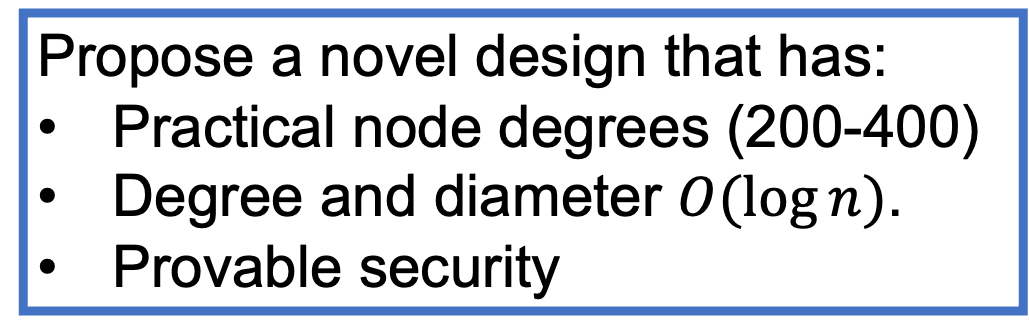 Propose a novel design that has:
• Practical node degrees (200-400)
• Degree and diameter O(log n).
• Provable security